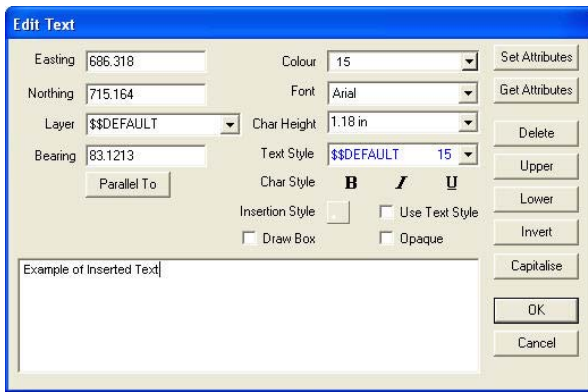 Edit Text
Easting 686.318 Colour 15 Set Attributes
Northing 715.164 Font Arial Get Attributes
Layer $$DEFAULT Char Height 1.18 in
Delete
Bearing 83.1213 Text Style $$DEFAULT 15
Upper
Parallel To Char Style B I U
Lower
Insertion Style Use Text Style
Invert
Draw Box Opaque
Capitalise
Example of Inserted Text
OK
Cancel